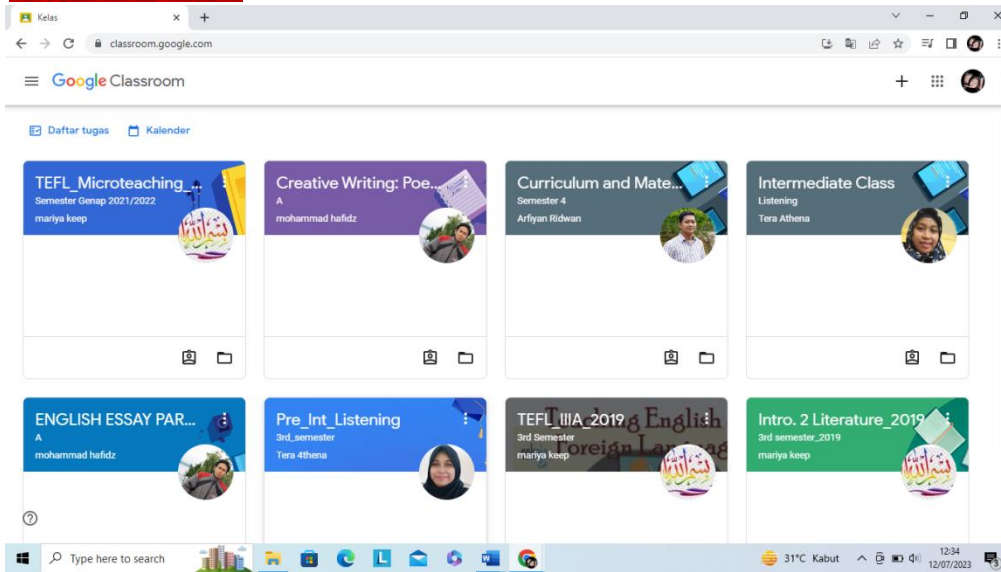 Kelas
classroom.google.com
Google Classroom
Daftar tugas Kalender
TEFL_Microteaching_...
Semester Genap 2021/2022
mariya keep
Creative Writing: Poe...
A
mohammad hafidz
Curriculum and Mate...
Semester 4
Arfiyan Ridwan
Intermediate Class
Listening
Tera Athena
ENGLISH ESSAY PAR...
A
mohammad hafidz
Pre_Int_Listening
3rd_semester
Tera 4thena
TEFL_IIIA_2019
3rd Semester
mariya keep
Intro. 2 Literature_2019
3rd semester_2019
mariya keep
Type here to search
31°C Kabut
12:34
12/07/2023